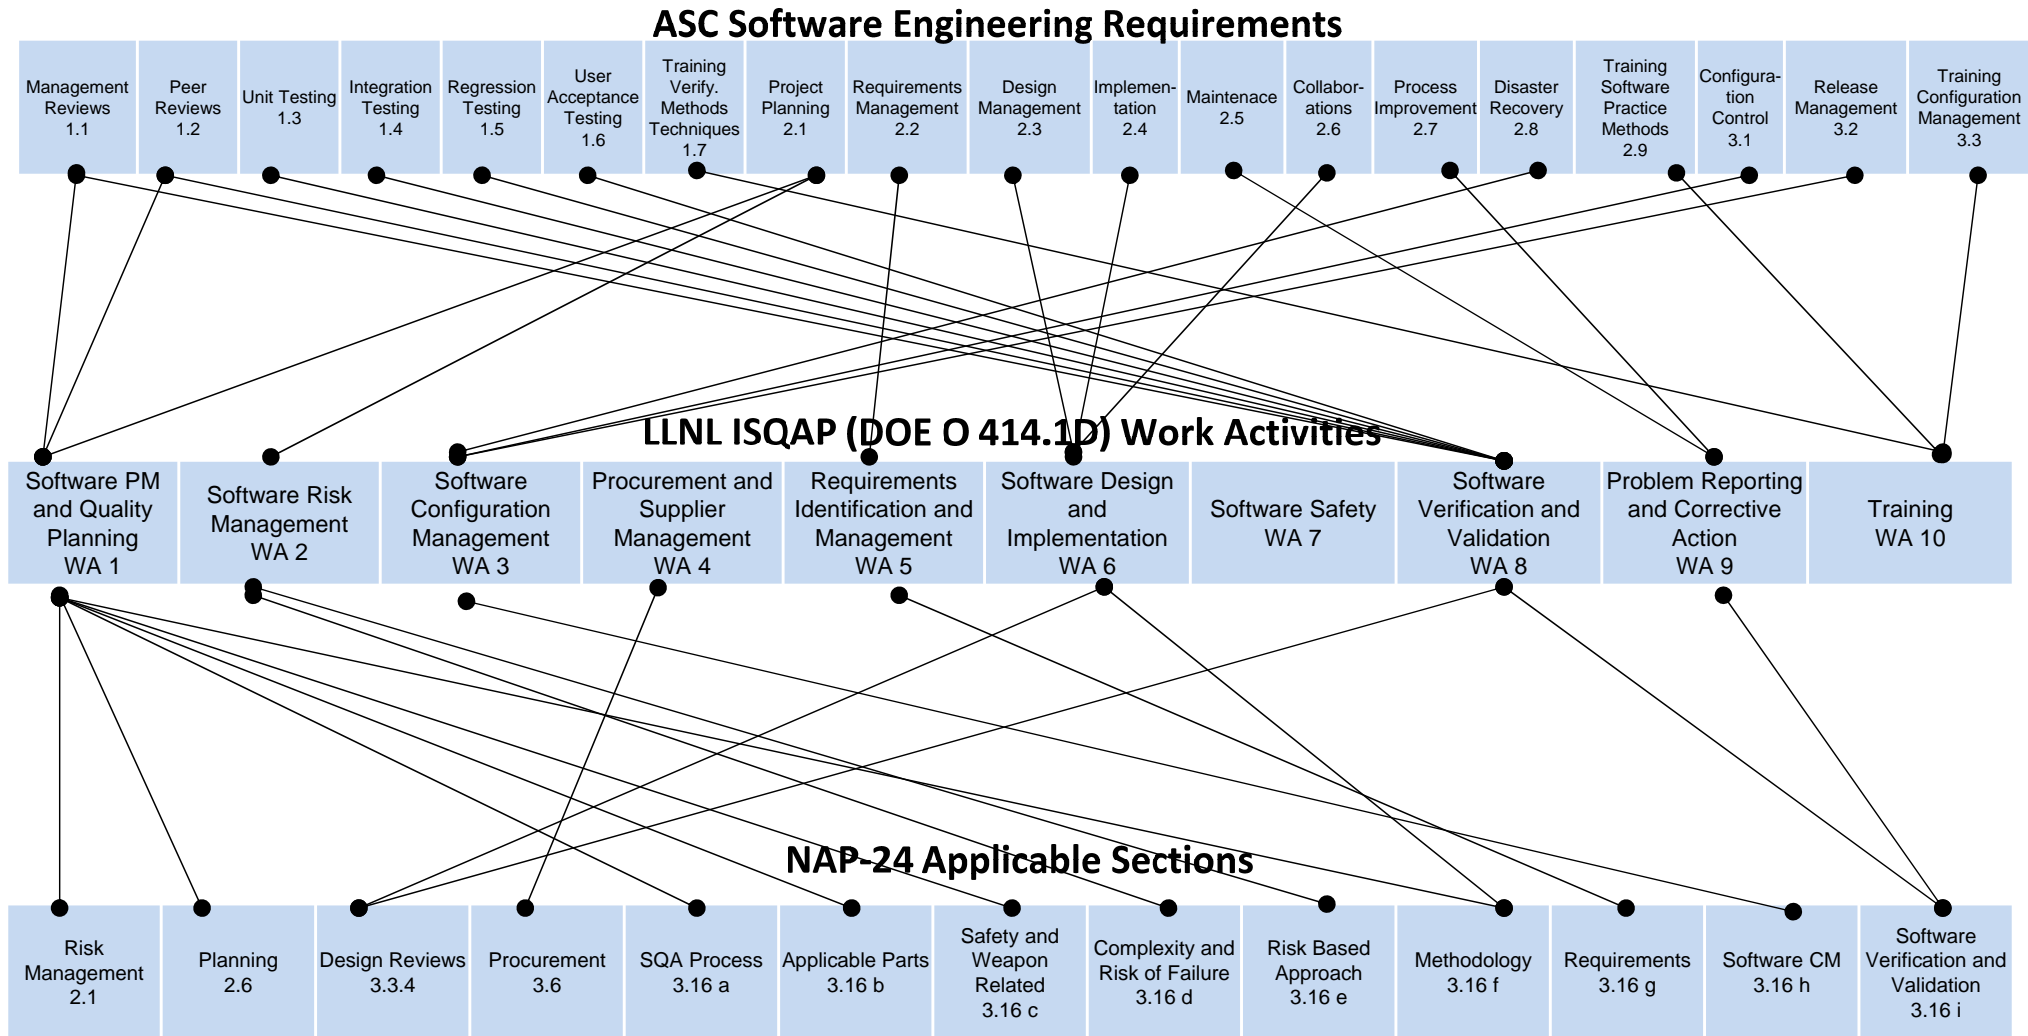 ASC Software Engineering Requirements
Management
Reviews
1.1
Peer
Reviews
1.2
Unit Testing
1.3
Integration
Testing
1.4
Regression
Testing
1.5
User
Acceptance
Testing
1.6
Training
Verify.
Methods
Techniques
1.7
Project
Planning
2.1
Requirements
Management
2.2
Design
Management
2.3
Implemen-
tation
2.4
Maintenace
2.5
Collabor-
ations
2.6
Process
Improvement
2.7
Disaster
Recovery
2.8
Training
Software
Practice
Methods
2.9
Configura-
tion
Control
3.1
Release
Management
3.2
Training
Configuration
Management
3.3
LLNL ISQAP (DOE O 414.1D) Work Activities
Software PM
and Quality
Planning
WA 1
Software Risk
Management
WA 2
Software
Configuration
Management
WA 3
Procurement and
Supplier
Management
WA 4
Requirements
Identification and
Management
WA 5
Software Design
and
Implementation
WA 6
Software Safety
WA 7
Software
Verification and
Validation
WA 8
Problem Reporting
and Corrective
Action
WA 9
Training
WA 10
NAP-24 Applicable Sections
Risk
Management
2.1
Planning
2.6
Design Reviews
3.3.4
Procurement
3.6
SQA Process
3.16 a
Applicable Parts
3.16 b
Safety and
Weapon
Related
3.16 c
Complexity and
Risk of Failure
3.16 d
Risk Based
Approach
3.16 e
Methodology
3.16 f
Requirements
3.16 g
Software CM
3.16 h
Software
Verification and
Validation
3.16 i